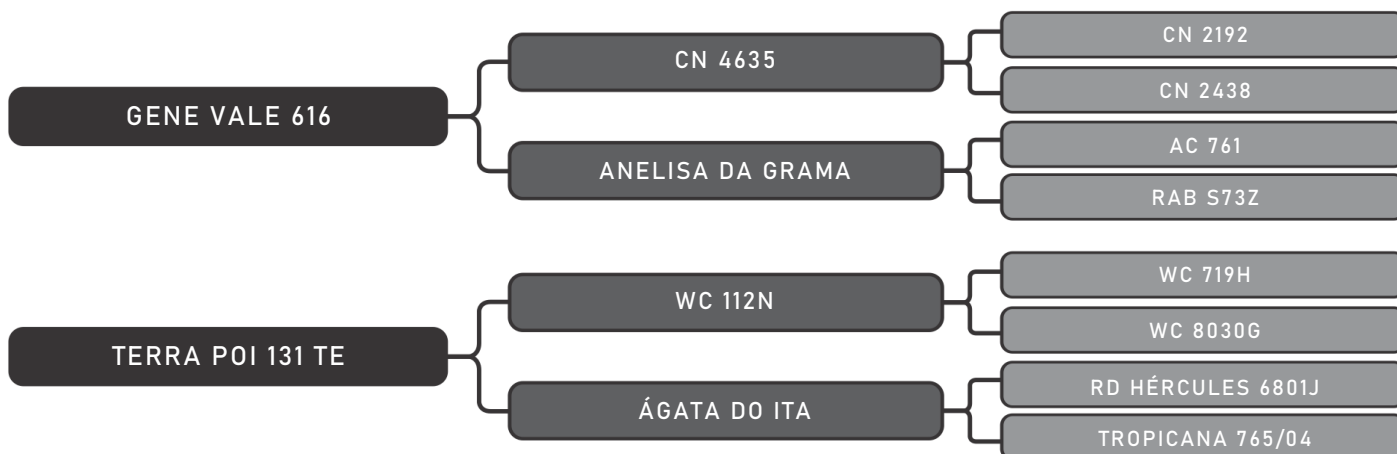 GENE VALE 616
CN 4635
CN 2192
CN 2438
ANELISA DA GRAMA
AC 761
RAB S73Z
TERRA POI 131 TE
WC 112N
WC 719H
WC 8030G
ÁGATA DO ITA
RD HÉRCULES 6801J
TROPICANA 765/04